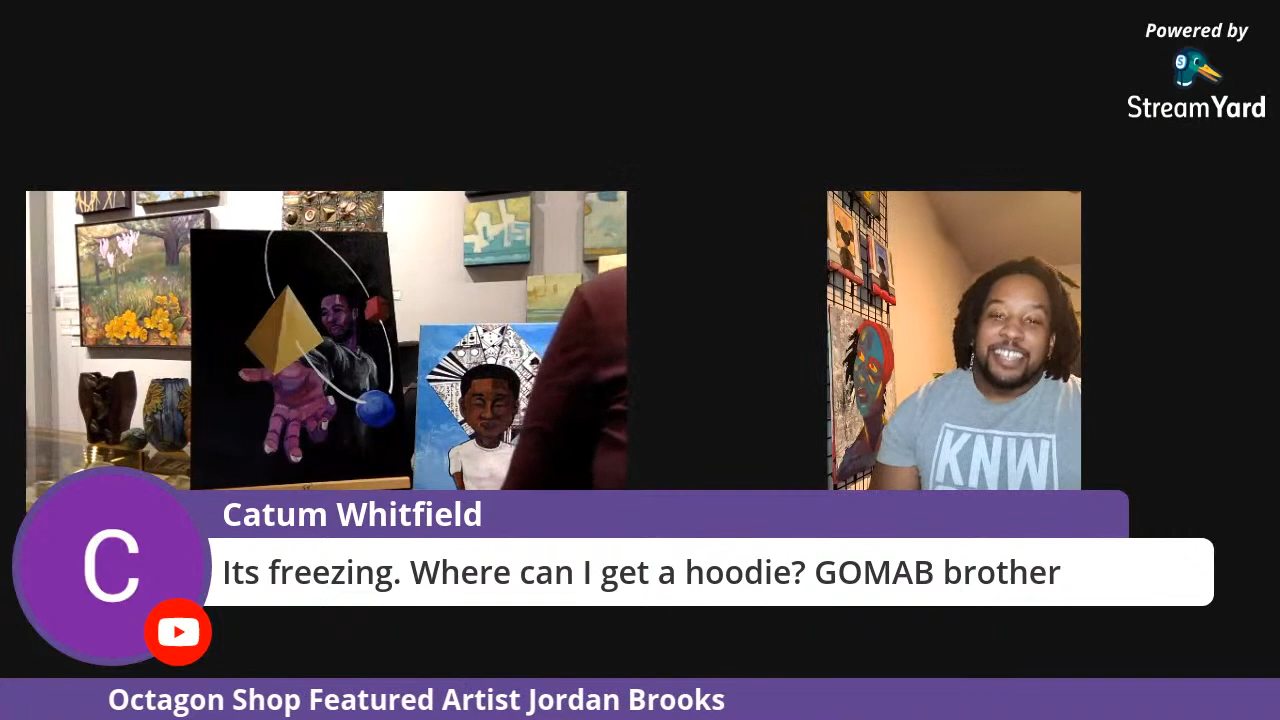 Powered by
S
StreamYard
KNW
C
Catum Whitfield
Its freezing. Where can I get a hoodie? GOMAB brother
Octagon Shop Featured Artist Jordan Brooks